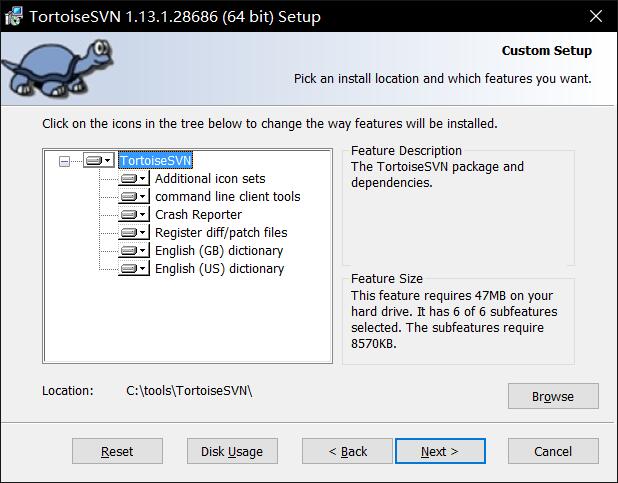 TortoiseSVN 1.13.1.28686 (64 bit) Setup
Custom Setup
Pick an install location and which features you want.
Click on the icons in the tree below to change the way features will be installed.
TortoiseSVN
Additional icon sets
command line client tools
Crash Reporter
Register diff/patch files
English (GB) dictionary
English (US) dictionary
Feature Description
The TortoiseSVN package and
dependencies.
Feature Size
This feature requires 47MB on your
hard drive. It has 6 of 6 subfeatures
selected. The subfeatures require
8570KB.
Location: C:\tools\TortoiseSVN\
Browse
Reset
Disk Usage
< Back
Next >
Cancel